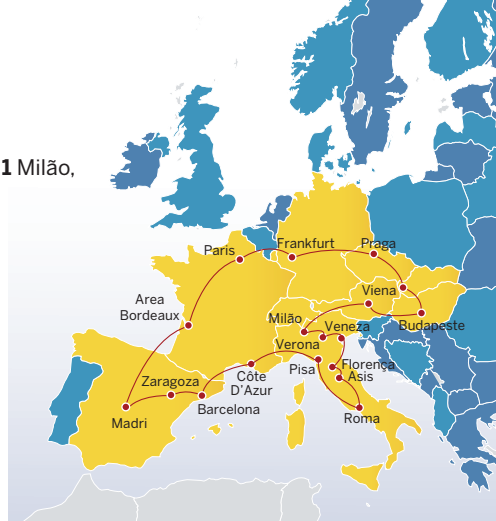 1 Milão,
Paris
Frankfurt
Praga
Area
Bordeaux
Viena
Milão
Veneza
Budapeste
Verona
Pisa
Florença
Asis
Zaragoza
Côte
D'Azur
Barcelona
Madri
Roma